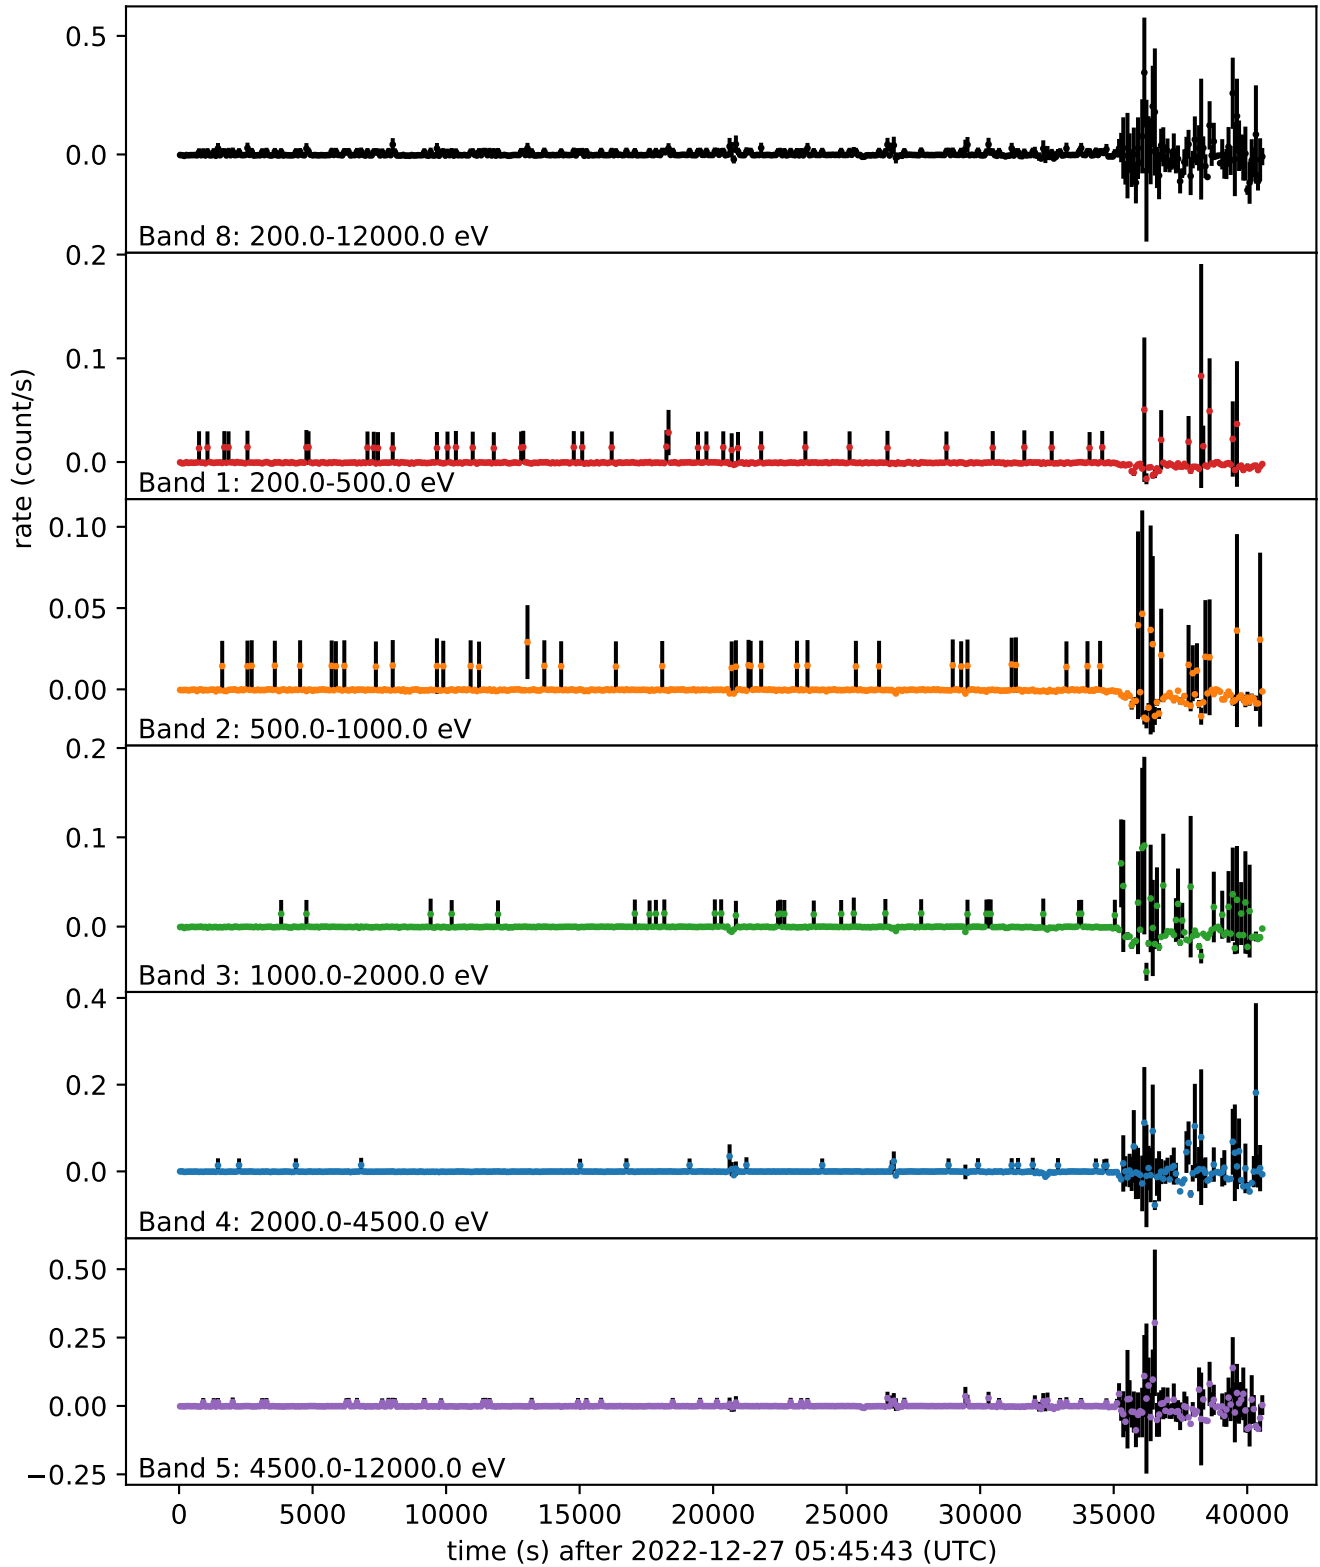 0.5
0.0
Band 8: 200.0-12000.0 eV
0.2
0.1
0.0
Band 1: 200.0-500.0 eV
rate (count/s)
0.10
0.05
0.00
Band 2: 500.0-1000.0 eV
0.2
0.1
0.0
Band 3: 1000.0-2000.0 eV
0.4
0.2
0.0
Band 4: 2000.0-4500.0 eV
0.50
0.25
0.00
−0.25
Band 5: 4500.0-12000.0 eV
0 5000 10000 15000 20000 25000 30000 35000 40000
time (s) after 2022-12-27 05:45:43 (UTC)